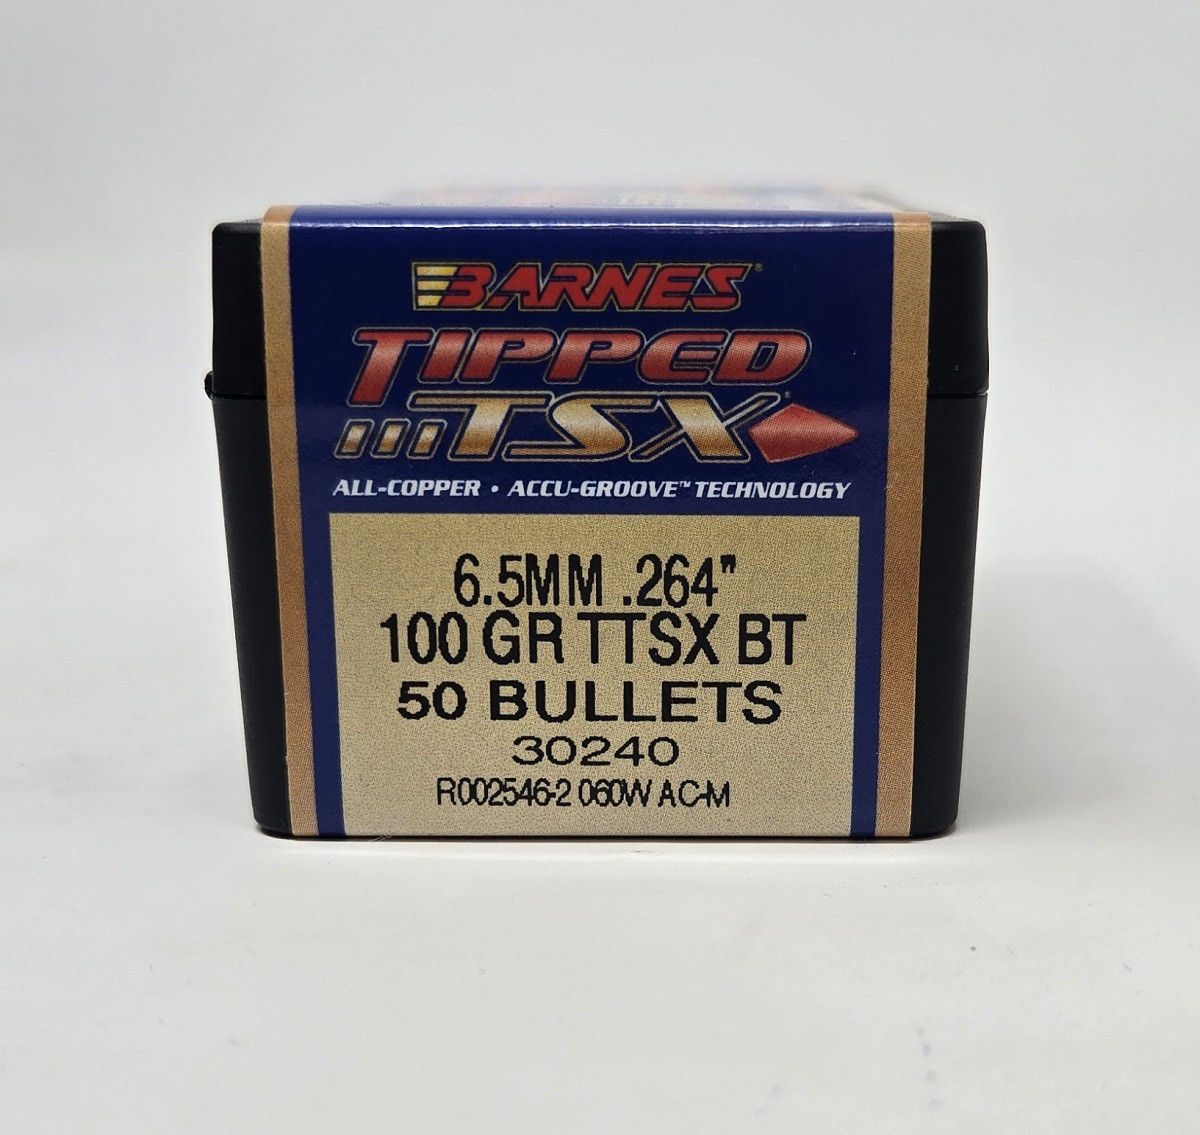 BARNES®
TIPPED
TSX®
ALL-COPPER • ACCU-GROOVE™ TECHNOLOGY
6.5MM .264"
100 GR TTSX BT
50 BULLETS
30240
R002546-2 060W AC-M